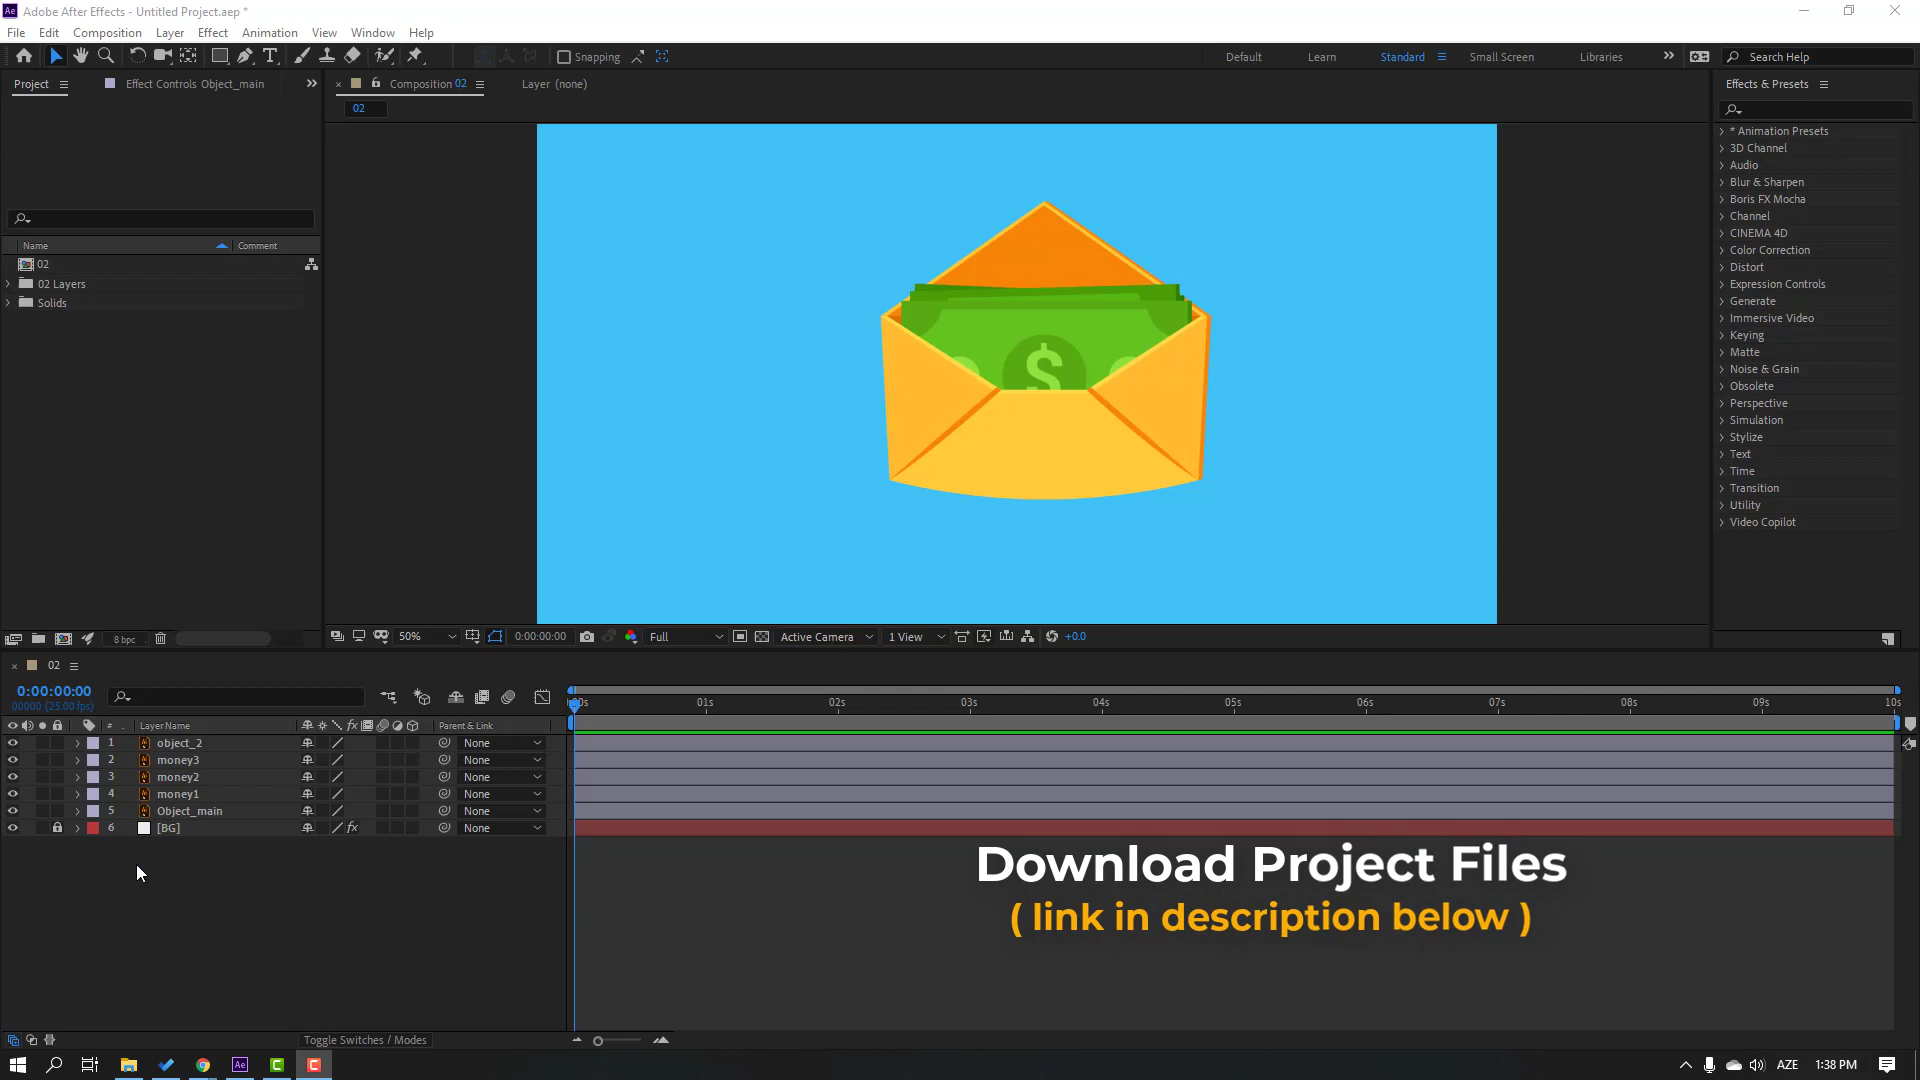 Adobe After Effects - Untitled Project.aep *
File Edit Composition Layer Effect Animation View Window Help
Snapping
Default Learn Standard Small Screen Libraries
Search Help
Project Effect Controls Object_main
Composition 02 Layer (none)
Effects & Presets
02
* Animation Presets
3D Channel
Audio
Blur & Sharpen
Boris FX Mocha
Channel
CINEMA 4D
Color Correction
Distort
Expression Controls
Generate
Immersive Video
Keying
Matte
Noise & Grain
Obsolete
Perspective
Simulation
Stylize
Text
Time
Transition
Utility
Video Copilot
Name Comment
02
02 Layers
Solids
$
8 bpc
50% 0:00:00:00 Full Active Camera 1 View +0.0
02
0:00:00:00
00000 (25.00 fps)
00s 01s 02s 03s 04s 05s 06s 07s 08s 09s 10s
# . Layer Name fx Parent & Link
1 object_2 None
2 money3 None
3 money2 None
4 money1 None
5 Object_main None
6 [BG] fx None
Download Project Files
( link in description below )
Toggle Switches / Modes
AZE 1:38 PM